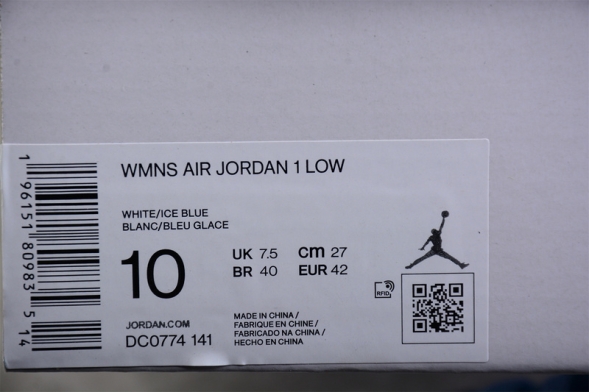 WMNS AIR JORDAN 1 LOW
WHITE/ICE BLUE
BLANC/BLEU GLACE
10
UK 7.5 cm 27
BR 40 EUR 42
RFID
JORDAN.COM
DC0774 141
MADE IN CHINA /
FABRIQUE EN CHINE /
FABRICADO NA CHINA /
HECHO EN CHINA
1 96151 80983 5 14